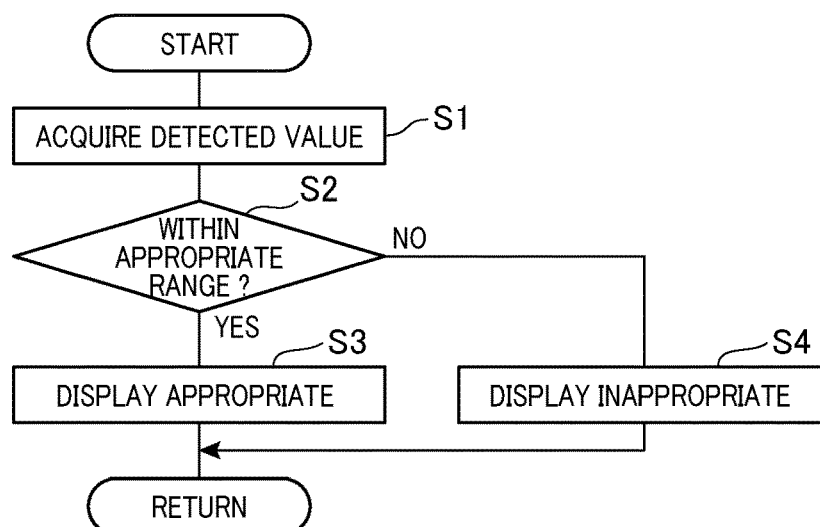 START
ACQUIRE DETECTED VALUE
S1
S2
WITHIN
APPROPRIATE
RANGE ?
NO
YES
S3
DISPLAY APPROPRIATE
S4
DISPLAY INAPPROPRIATE
RETURN